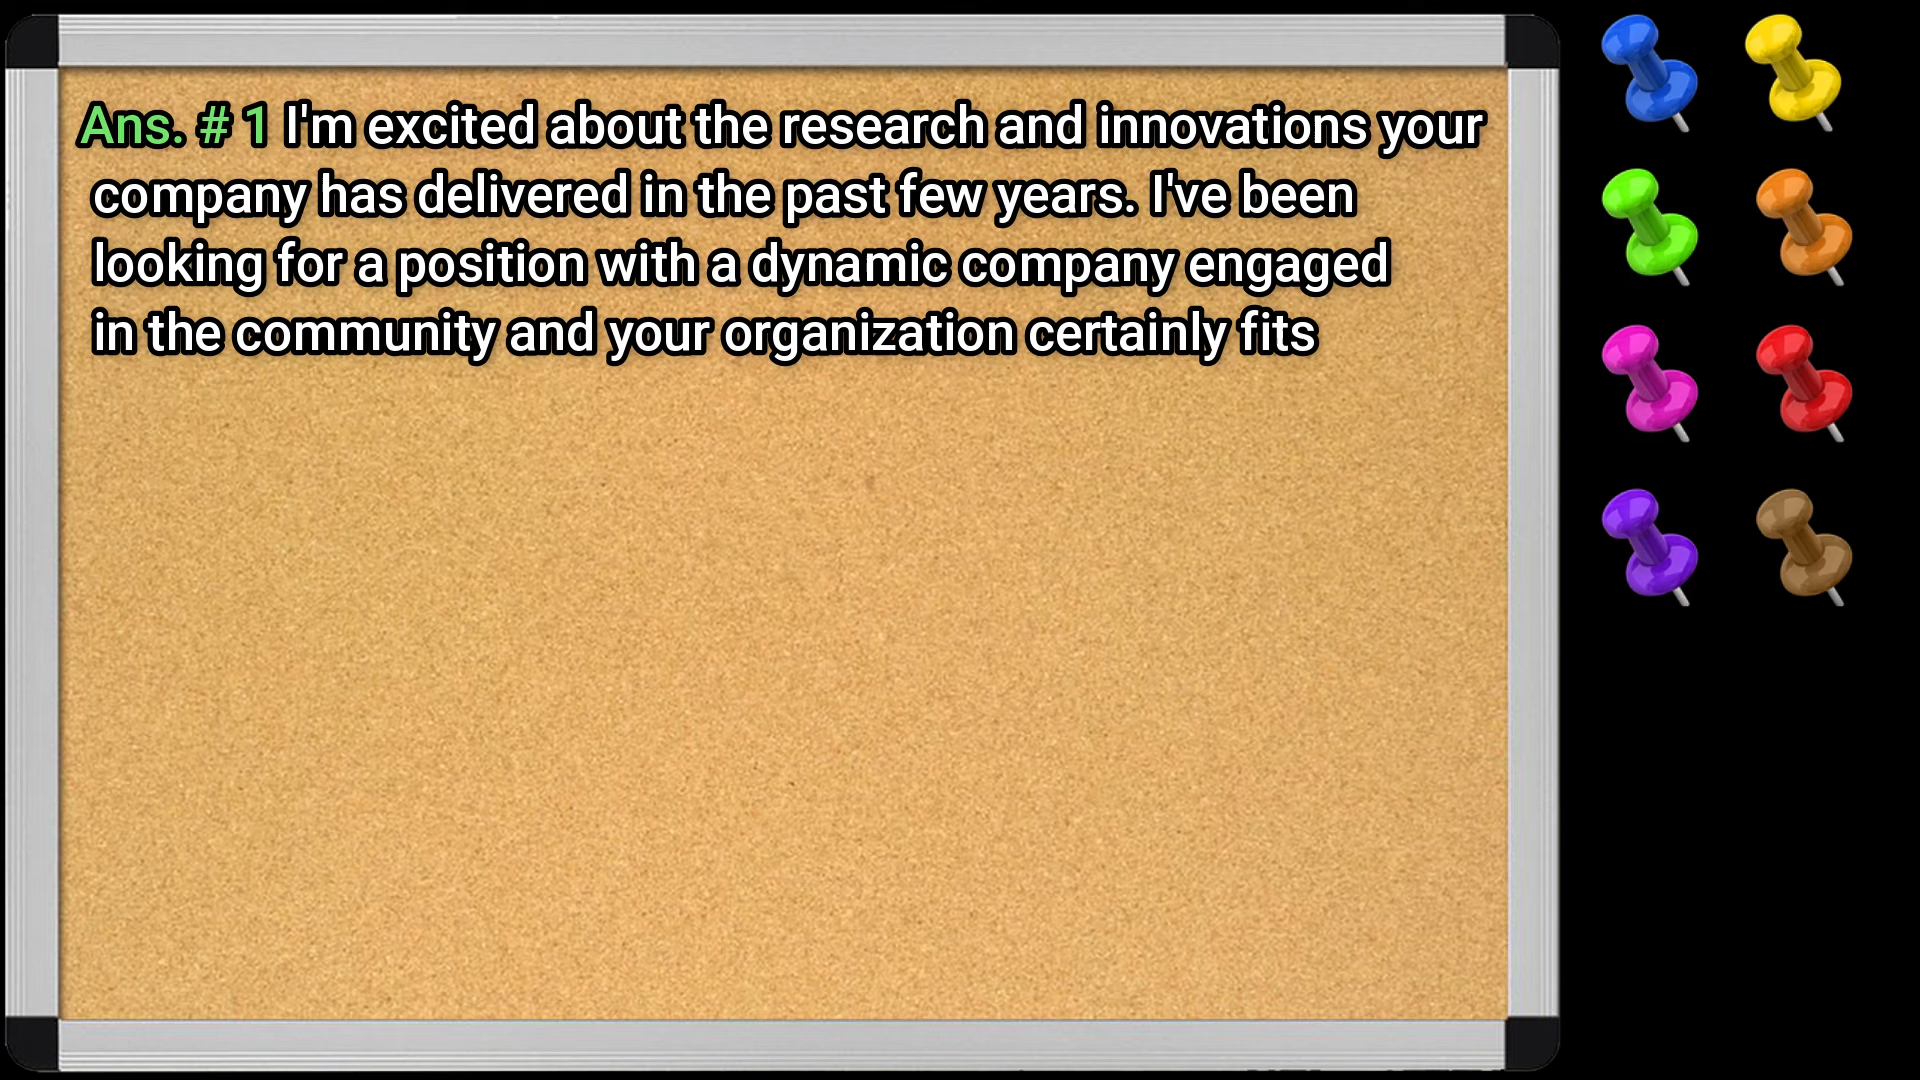 Ans. # 1 I'm excited about the research and innovations your
company has delivered in the past few years. I've been
looking for a position with a dynamic company engaged
in the community and your organization certainly fits